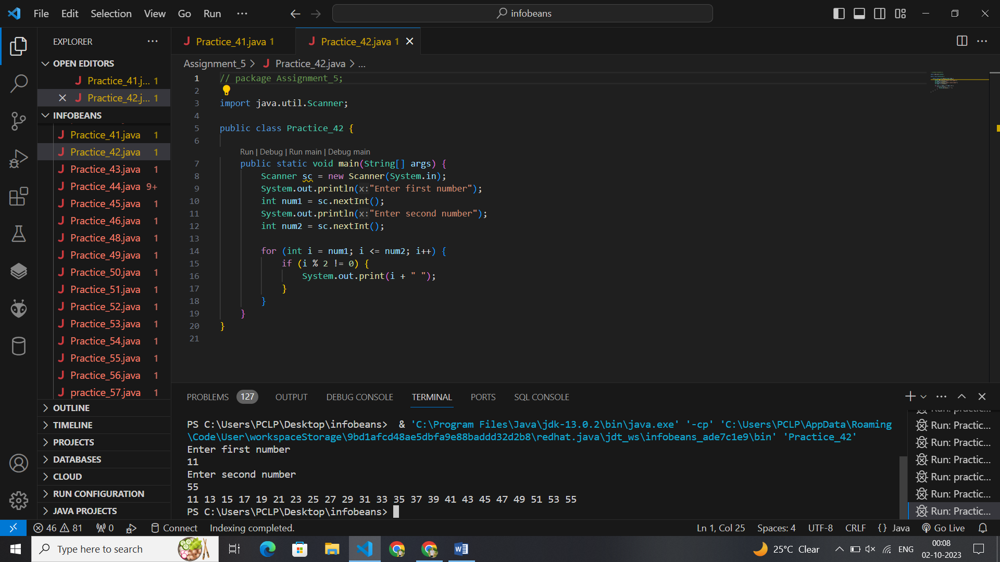 File Edit Selection View Go Run ···
infobeans
EXPLORER
OPEN EDITORS
Practice_41.j... 1
Practice_42.j... 1
INFOBEANS
Practice_41.java 1
Practice_42.java 1
Practice_43.java 1
Practice_44.java 9+
Practice_45.java 1
Practice_46.java 1
Practice_48.java 1
Practice_49.java 1
Practice_50.java 1
Practice_51.java 1
Practice_52.java 1
Practice_53.java 1
Practice_54.java 1
Practice_55.java 1
Practice_56.java 1
practice_57.java 1
OUTLINE
TIMELINE
PROJECTS
DATABASES
CLOUD
RUN CONFIGURATION
JAVA PROJECTS
Practice_41.java 1
Practice_42.java 1
Assignment_5 > Practice_42.java > ...
1 // package Assignment_5;
2
3 import java.util.Scanner;
4
5 public class Practice_42 {
6
Run | Debug | Run main | Debug main
7 public static void main(String[] args) {
8 Scanner sc = new Scanner(System.in);
9 System.out.println(x:"Enter first number");
10 int num1 = sc.nextInt();
11 System.out.println(x:"Enter second number");
12 int num2 = sc.nextInt();
13
14 for (int i = num1; i <= num2; i++) {
15 if (i % 2 != 0) {
16 System.out.print(i + " ");
17 }
18 }
19 }
20 }
21
PROBLEMS 127 OUTPUT DEBUG CONSOLE TERMINAL PORTS SQL CONSOLE
PS C:\Users\PCLP\Desktop\infobeans> & 'C:\Program Files\Java\jdk-13.0.2\bin\java.exe' '-cp' 'C:\Users\PCLP\AppData\Roaming
\Code\User\workspaceStorage\9bd1afcd48ae5dbfa9e88baddd32d2b8\redhat.java\jdt_ws\infobeans_ade7c1e9\bin' 'Practice_42'
Enter first number
11
Enter second number
55
11 13 15 17 19 21 23 25 27 29 31 33 35 37 39 41 43 45 47 49 51 53 55
PS C:\Users\PCLP\Desktop\infobeans>
Run: Practic...
Run: Practic...
Run: Practic...
Run: practic...
Run: Practic...
Run: Practic...
46 81 0 Connect Indexing completed.
Ln 1, Col 25 Spaces: 4 UTF-8 CRLF {} Java Go Live
Type here to search
25°C Clear
ENG
00:08
02-10-2023